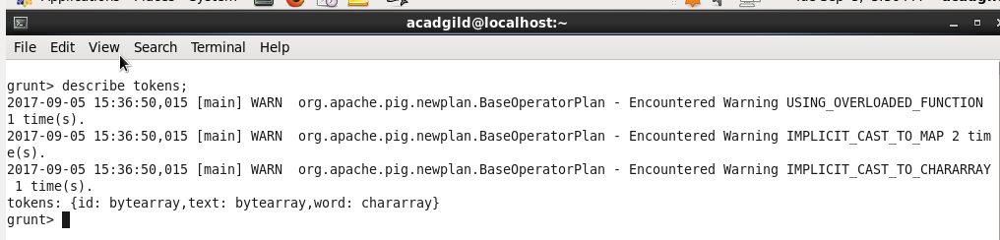 acadgild@localhost:~
File Edit View Search Terminal Help
grunt> describe tokens;
2017-09-05 15:36:50,015 [main] WARN  org.apache.pig.newplan.BaseOperatorPlan - Encountered Warning USING_OVERLOADED_FUNCTION
1 time(s).
2017-09-05 15:36:50,015 [main] WARN  org.apache.pig.newplan.BaseOperatorPlan - Encountered Warning IMPLICIT_CAST_TO_MAP 2 tim
e(s).
2017-09-05 15:36:50,015 [main] WARN  org.apache.pig.newplan.BaseOperatorPlan - Encountered Warning IMPLICIT_CAST_TO_CHARARRAY
 1 time(s).
tokens: {id: bytearray,text: bytearray,word: chararray}
grunt>